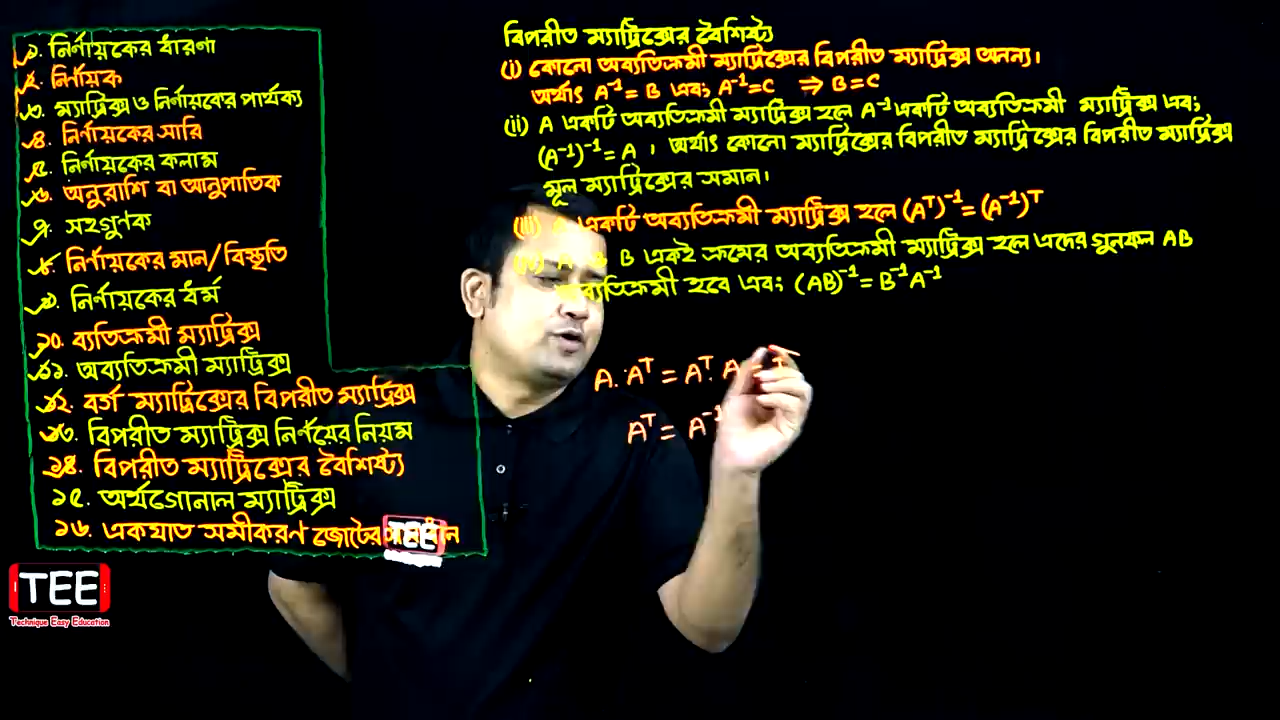 ১. নির্ণায়কের ধারণা
২. নির্ণায়ক
৩. ম্যাট্রিক্স ও নির্ণায়কের পার্থক্য
৪. নির্ণায়কের সারি
৫. নির্ণায়কের কলাম
৬. অনুরাশি বা আনুপাতিক
৭. সহগুণক
৮. নির্ণায়কের মান/বিস্তৃতি
৯. নির্ণায়কের ধর্ম
১০. ব্যতিক্রমী ম্যাট্রিক্স
১১. অব্যতিক্রমী ম্যাট্রিক্স
১২. বর্গ ম্যাট্রিক্সের বিপরীত ম্যাট্রিক্স
১৩. বিপরীত ম্যাট্রিক্স নির্ণয়ের নিয়ম
১৪. বিপরীত ম্যাট্রিক্সের বৈশিষ্ট্য
১৫. অর্থগোনাল ম্যাট্রিক্স
১৬. একঘাত সমীকরণ জোটের
TEE
TEE
Technique Easy Education
বিপরীত ম্যাট্রিক্সের বৈশিষ্ট্য
(i) কোনো অব্যতিক্রমী ম্যাট্রিক্সের বিপরীত ম্যাট্রিক্স অনন্য।
অর্থাৎ A⁻¹ = B এবং A⁻¹ = C ⇒ B = C
(ii) A একটি অব্যতিক্রমী ম্যাট্রিক্স হলে A⁻¹ একটি অব্যতিক্রমী ম্যাট্রিক্স এবং
(A⁻¹)⁻¹ = A । অর্থাৎ কোনো ম্যাট্রিক্সের বিপরীত ম্যাট্রিক্সের বিপরীত ম্যাট্রিক্স
মূল ম্যাট্রিক্সের সমান।
(iii) A একটি অব্যতিক্রমী ম্যাট্রিক্স হলে (Aᵀ)⁻¹ = (A⁻¹)ᵀ
B একই ক্রমের অব্যতিক্রমী ম্যাট্রিক্স হলে এদের গুনফল AB
অব্যতিক্রমী হবে এবং (AB)⁻¹ = B⁻¹A⁻¹
A. Aᵀ = Aᵀ. A
Aᵀ = A⁻¹